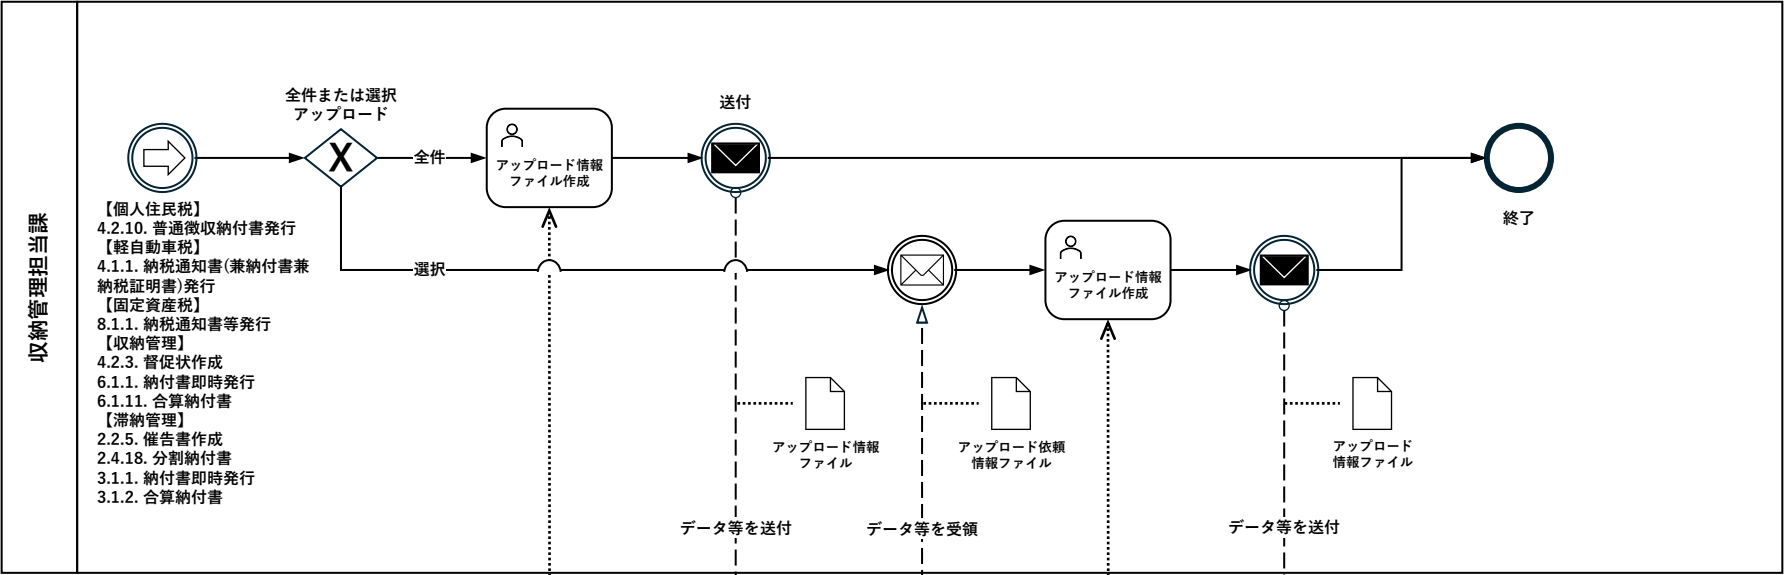 収納管理担当課
全件または選択
アップロード
X
全件
選択
アップロード情報
ファイル作成
送付
終了
【個人住民税】
4.2.10. 普通徴収納付書発行
【軽自動車税】
4.1.1. 納税通知書(兼納付書兼
納税証明書)発行
【固定資産税】
8.1.1. 納税通知書等発行
【収納管理】
4.2.3. 督促状作成
6.1.1. 納付書即時発行
6.1.11. 合算納付書
【滞納管理】
2.2.5. 催告書作成
2.4.18. 分割納付書
3.1.1. 納付書即時発行
3.1.2. 合算納付書
アップロード情報
ファイル作成
アップロード情報
ファイル
アップロード依頼
情報ファイル
アップロード
情報ファイル
データ等を送付
データ等を受領
データ等を送付